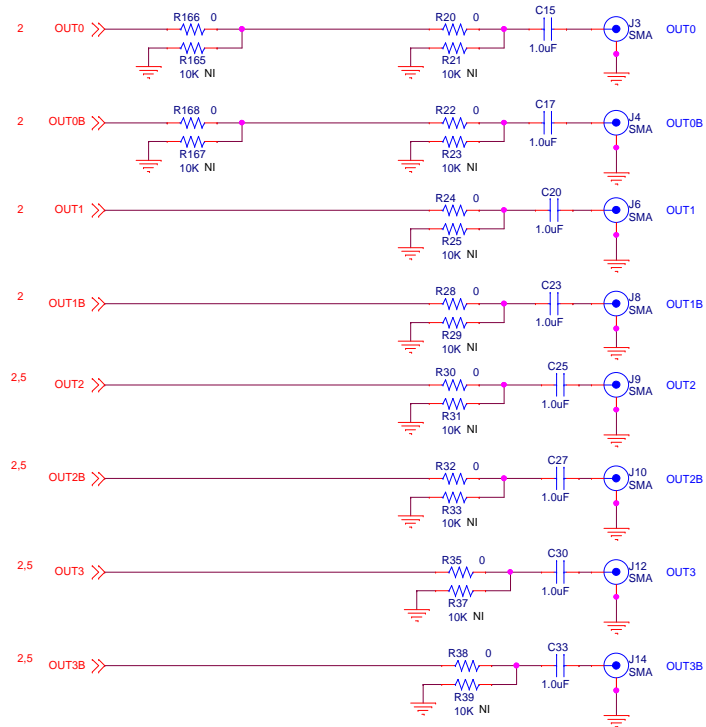 2 OUT0 R166 0 R20 0 C15 J3 OUT0
SMA
R165 R21 1.0uF
10K NI 10K NI
2 OUT0B R168 0 R22 0 C17 J4 OUT0B
SMA
R167 R23 1.0uF
10K NI 10K NI
2 OUT1 R24 0 C20 J6 OUT1
SMA
R25 1.0uF
10K NI
2 OUT1B R28 0 C23 J8 OUT1B
SMA
R29 1.0uF
10K NI
2,5 OUT2 R30 0 C25 J9 OUT2
SMA
R31 1.0uF
10K NI
2,5 OUT2B R32 0 C27 J10 OUT2B
SMA
R33 1.0uF
10K NI
2,5 OUT3 R35 0 C30 J12 OUT3
SMA
R37 1.0uF
10K NI
2,5 OUT3B R38 0 C33 J14 OUT3B
SMA
R39 1.0uF
10K NI